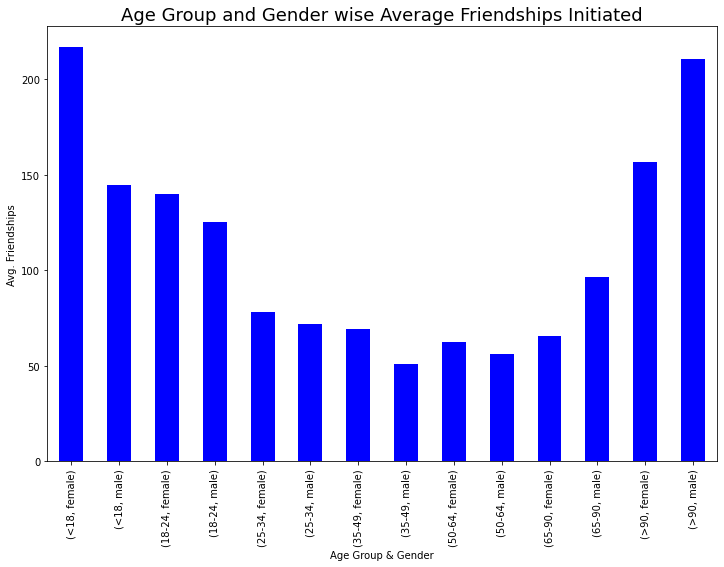 Age Group and Gender wise Average Friendships Initiated
Avg. Friendships
200
150
100
50
0
(<18, female)
(<18, male)
(18-24, female)
(18-24, male)
(25-34, female)
(25-34, male)
(35-49, female)
(35-49, male)
(50-64, female)
(50-64, male)
(65-90, female)
(65-90, male)
(>90, female)
(>90, male)
Age Group & Gender